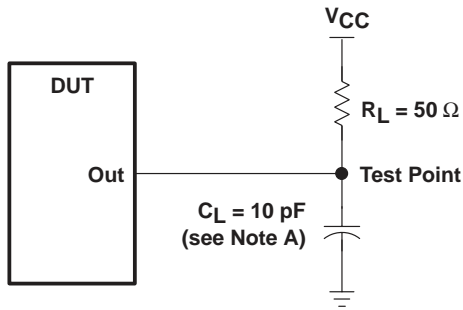 VCC
DUT
RL = 50 Ω
Out
Test Point
CL = 10 pF
(see Note A)